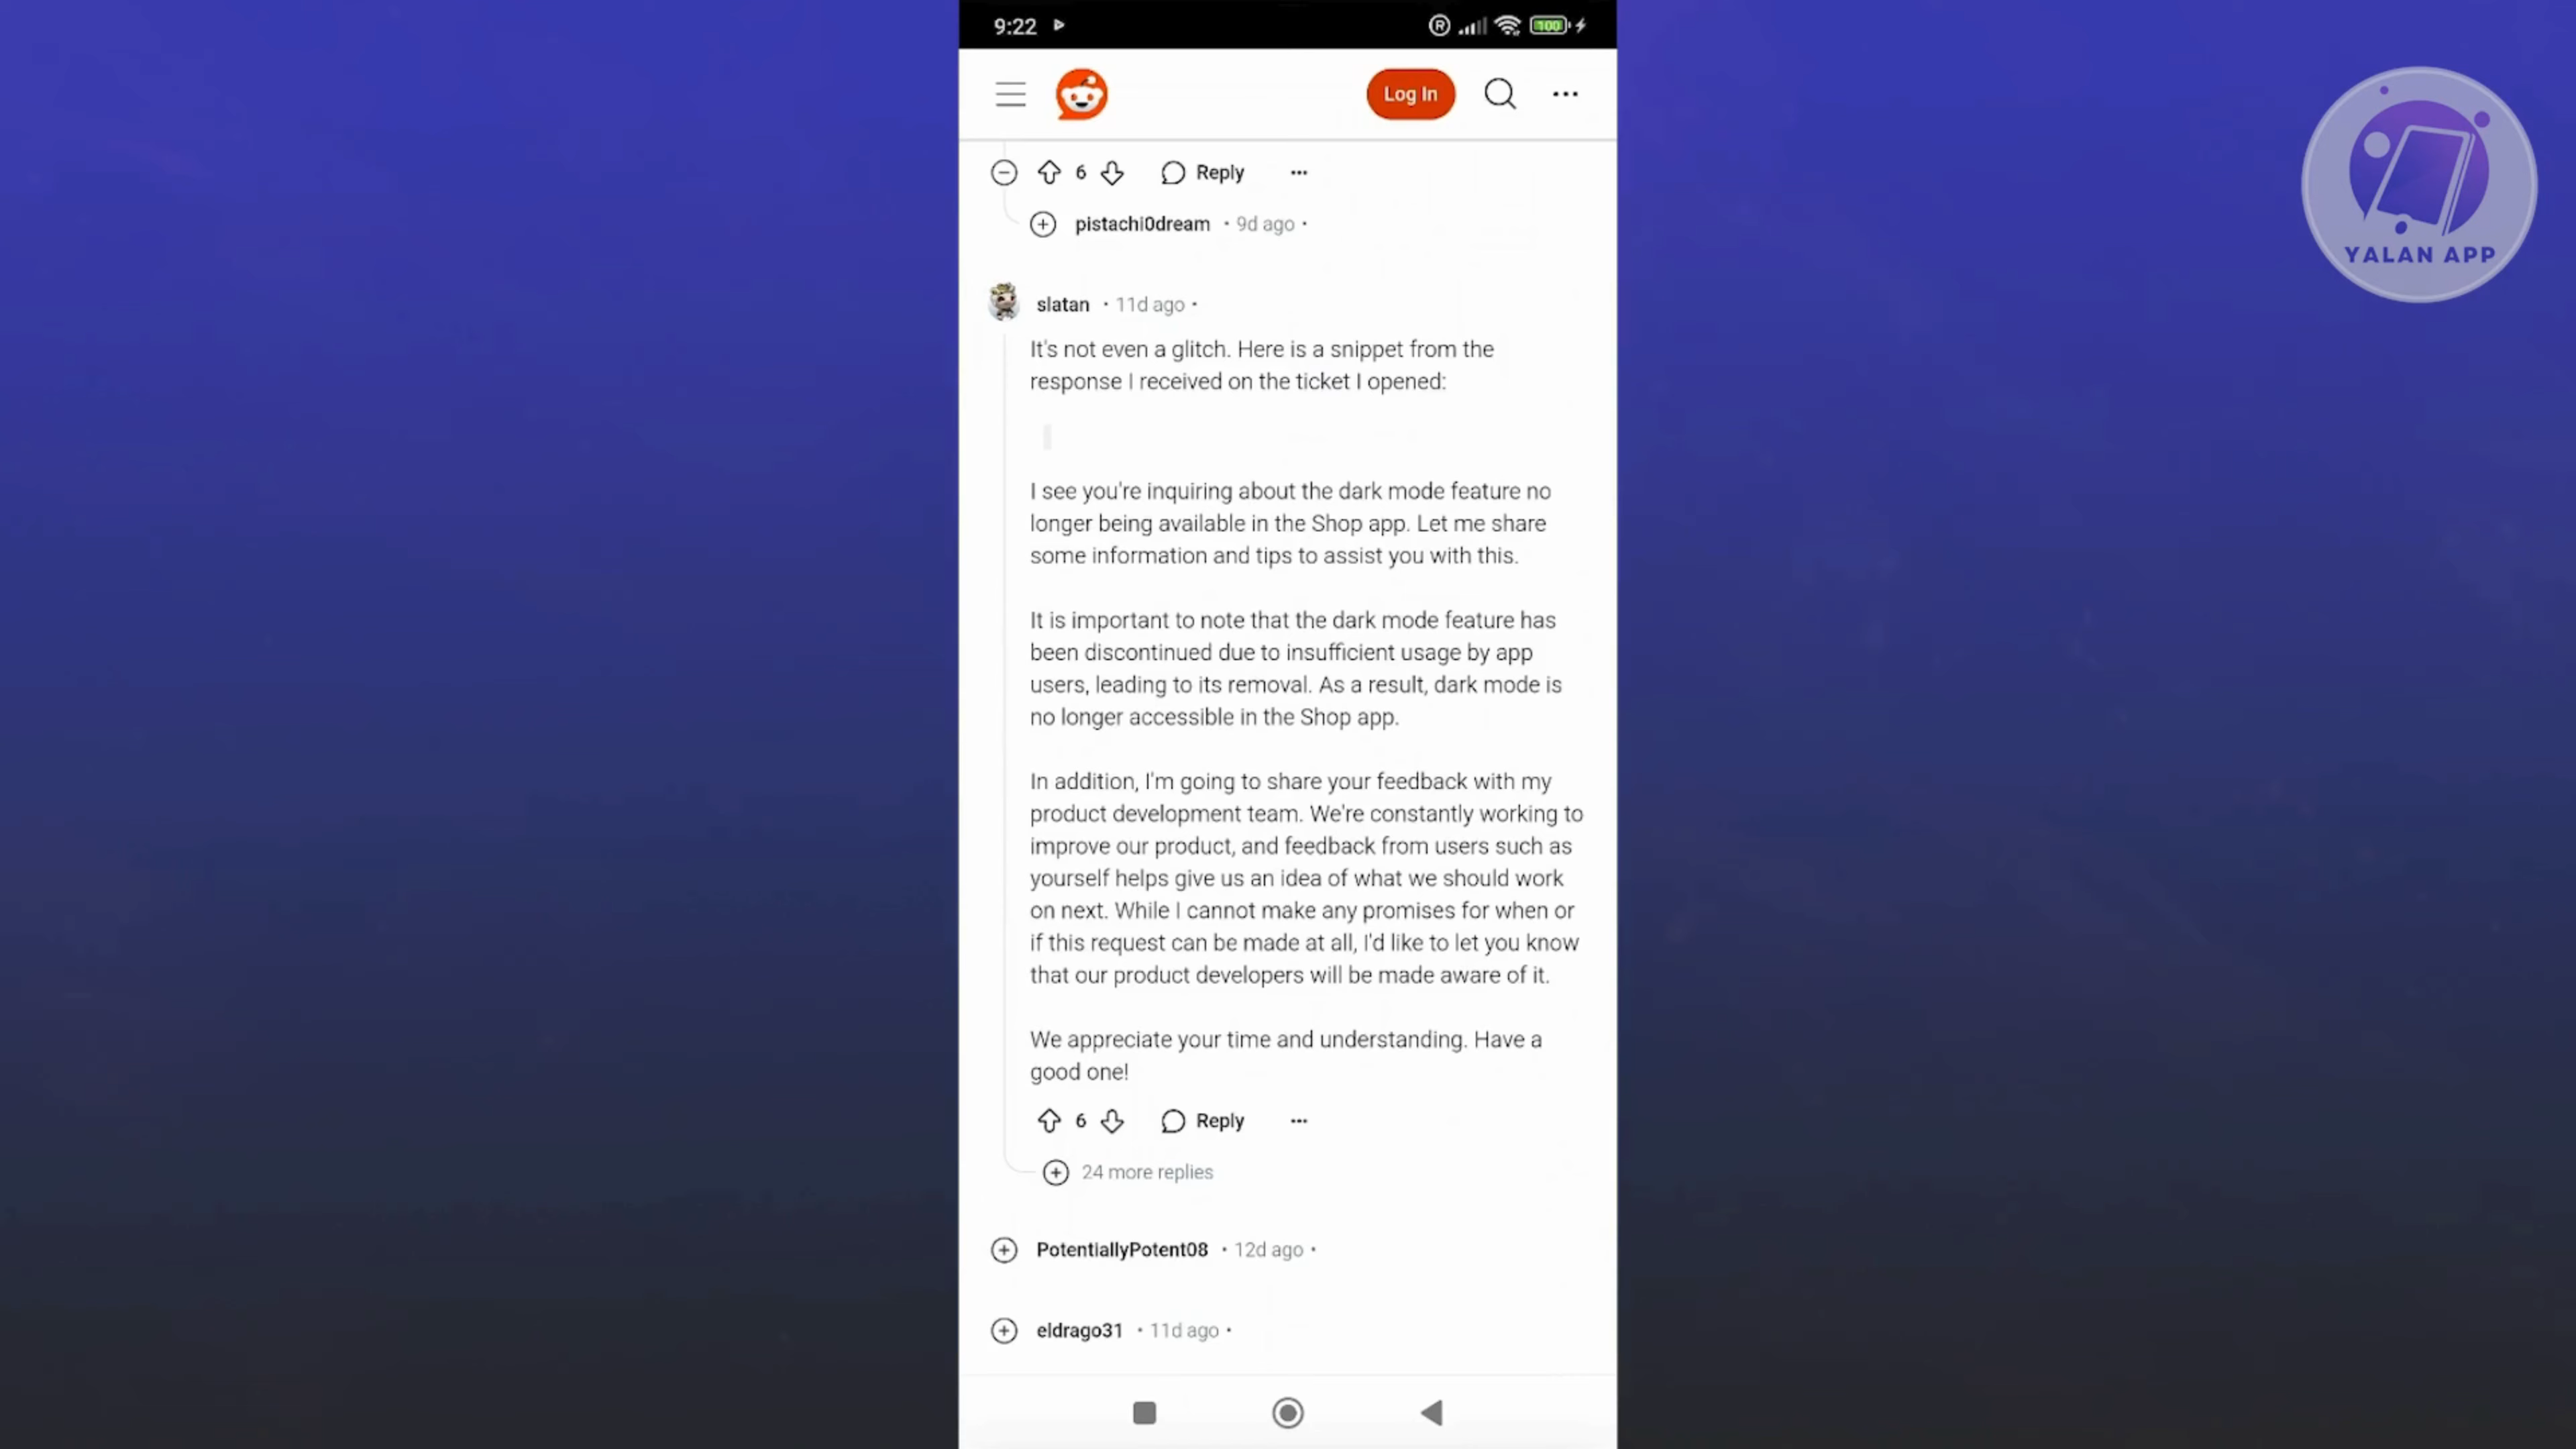 9:22
100
Log In
YALAN APP
6 Reply
pistachi0dream • 9d ago •
slatan • 11d ago •
It's not even a glitch. Here is a snippet from the
response I received on the ticket I opened:
I see you're inquiring about the dark mode feature no
longer being available in the Shop app. Let me share
some information and tips to assist you with this.
It is important to note that the dark mode feature has
been discontinued due to insufficient usage by app
users, leading to its removal. As a result, dark mode is
no longer accessible in the Shop app.
In addition, I'm going to share your feedback with my
product development team. We're constantly working to
improve our product, and feedback from users such as
yourself helps give us an idea of what we should work
on next. While I cannot make any promises for when or
if this request can be made at all, I'd like to let you know
that our product developers will be made aware of it.
We appreciate your time and understanding. Have a
good one!
6 Reply
24 more replies
PotentiallyPotent08 • 12d ago •
eldrago31 • 11d ago •